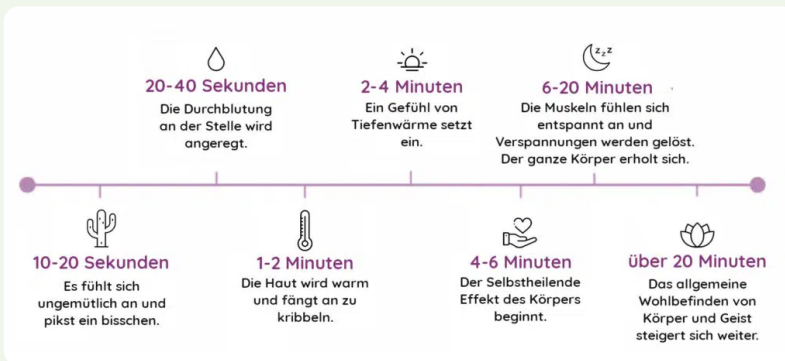 zzz
20-40 Sekunden
Die Durchblutung
an der Stelle wird
angeregt.
2-4 Minuten
Ein Gefühl von
Tiefenwärme setzt
ein.
6-20 Minuten
Die Muskeln fühlen sich
entspannt an und
Verspannungen werden gelöst.
Der ganze Körper erholt sich.
10-20 Sekunden
Es fühlt sich
ungemütlich an und
pikst ein bisschen.
1-2 Minuten
Die Haut wird warm
und fängt an zu
kribbeln.
4-6 Minuten
Der Selbstheilende
Effekt des Körpers
beginnt.
über 20 Minuten
Das allgemeine
Wohlbefinden von
Körper und Geist
steigert sich weiter.